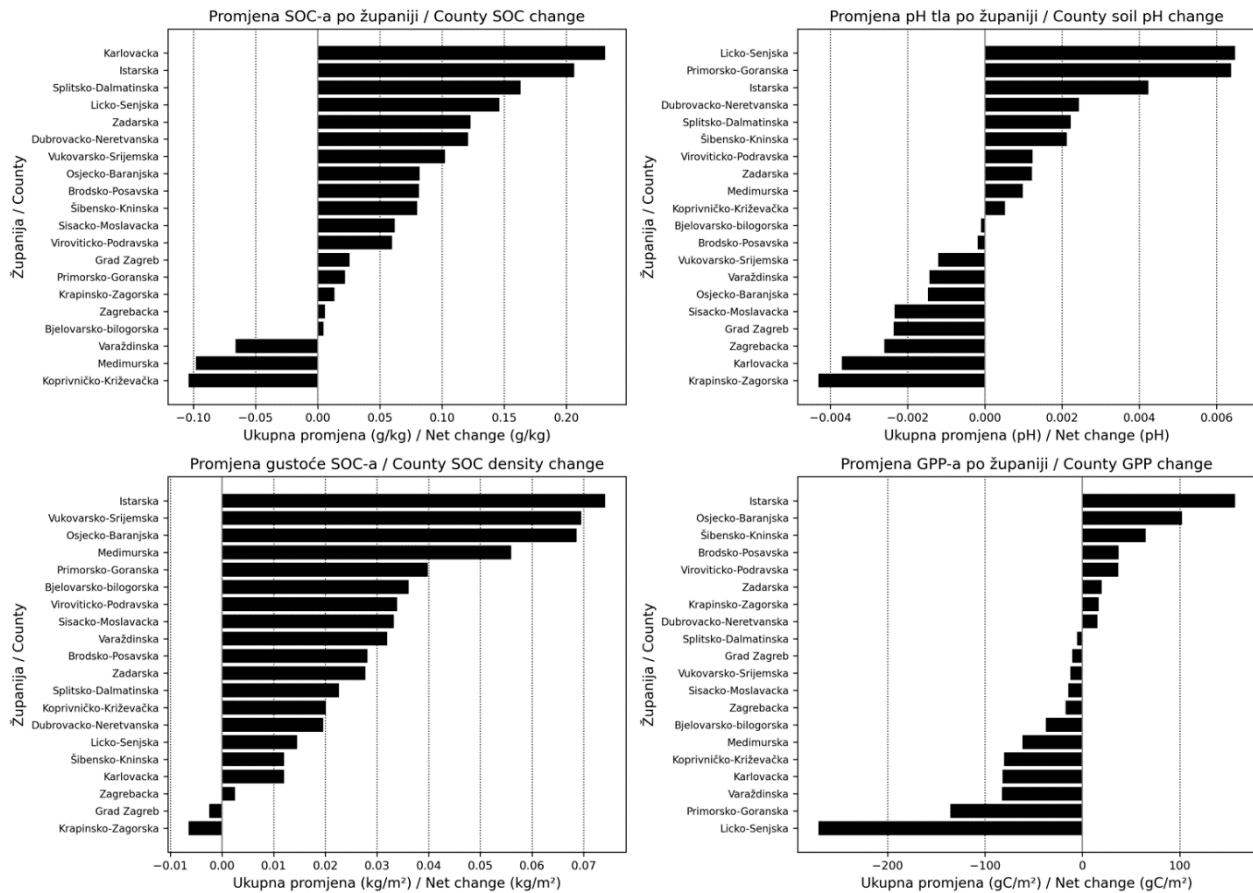 Promjena SOC-a po županiji / County SOC change
Županija / County
Karlovacka
Istarska
Splitsko-Dalmatinska
Licko-Senjska
Zadarska
Dubrovacko-Neretvanska
Vukovarsko-Srijemska
Osjecko-Baranjska
Brodsko-Posavska
Šibensko-Kninska
Sisacko-Moslavacka
Viroviticko-Podravska
Grad Zagreb
Primorsko-Goranska
Krapinsko-Zagorska
Zagrebacka
Bjelovarsko-bilogorska
Varaždinska
Medimurska
Koprivničko-Križevačka
−0.10 −0.05 0.00 0.05 0.10 0.15 0.20
Ukupna promjena (g/kg) / Net change (g/kg)
Promjena pH tla po županiji / County soil pH change
Županija / County
Licko-Senjska
Primorsko-Goranska
Istarska
Dubrovacko-Neretvanska
Splitsko-Dalmatinska
Šibensko-Kninska
Viroviticko-Podravska
Zadarska
Medimurska
Koprivničko-Križevačka
Bjelovarsko-bilogorska
Brodsko-Posavska
Vukovarsko-Srijemska
Varaždinska
Osjecko-Baranjska
Sisacko-Moslavacka
Grad Zagreb
Zagrebacka
Karlovacka
Krapinsko-Zagorska
−0.004 −0.002 0.000 0.002 0.004 0.006
Ukupna promjena (pH) / Net change (pH)
Promjena gustoće SOC-a / County SOC density change
Županija / County
Istarska
Vukovarsko-Srijemska
Osjecko-Baranjska
Medimurska
Primorsko-Goranska
Bjelovarsko-bilogorska
Viroviticko-Podravska
Sisacko-Moslavacka
Varaždinska
Brodsko-Posavska
Zadarska
Splitsko-Dalmatinska
Koprivničko-Križevačka
Dubrovacko-Neretvanska
Licko-Senjska
Šibensko-Kninska
Karlovacka
Zagrebacka
Grad Zagreb
Krapinsko-Zagorska
−0.01 0.00 0.01 0.02 0.03 0.04 0.05 0.06 0.07
Ukupna promjena (kg/m²) / Net change (kg/m²)
Promjena GPP-a po županiji / County GPP change
Županija / County
Istarska
Osjecko-Baranjska
Šibensko-Kninska
Brodsko-Posavska
Viroviticko-Podravska
Zadarska
Krapinsko-Zagorska
Dubrovacko-Neretvanska
Splitsko-Dalmatinska
Grad Zagreb
Vukovarsko-Srijemska
Sisacko-Moslavacka
Zagrebacka
Bjelovarsko-bilogorska
Medimurska
Koprivničko-Križevačka
Karlovacka
Varaždinska
Primorsko-Goranska
Licko-Senjska
−200 −100 0 100
Ukupna promjena (gC/m²) / Net change (gC/m²)